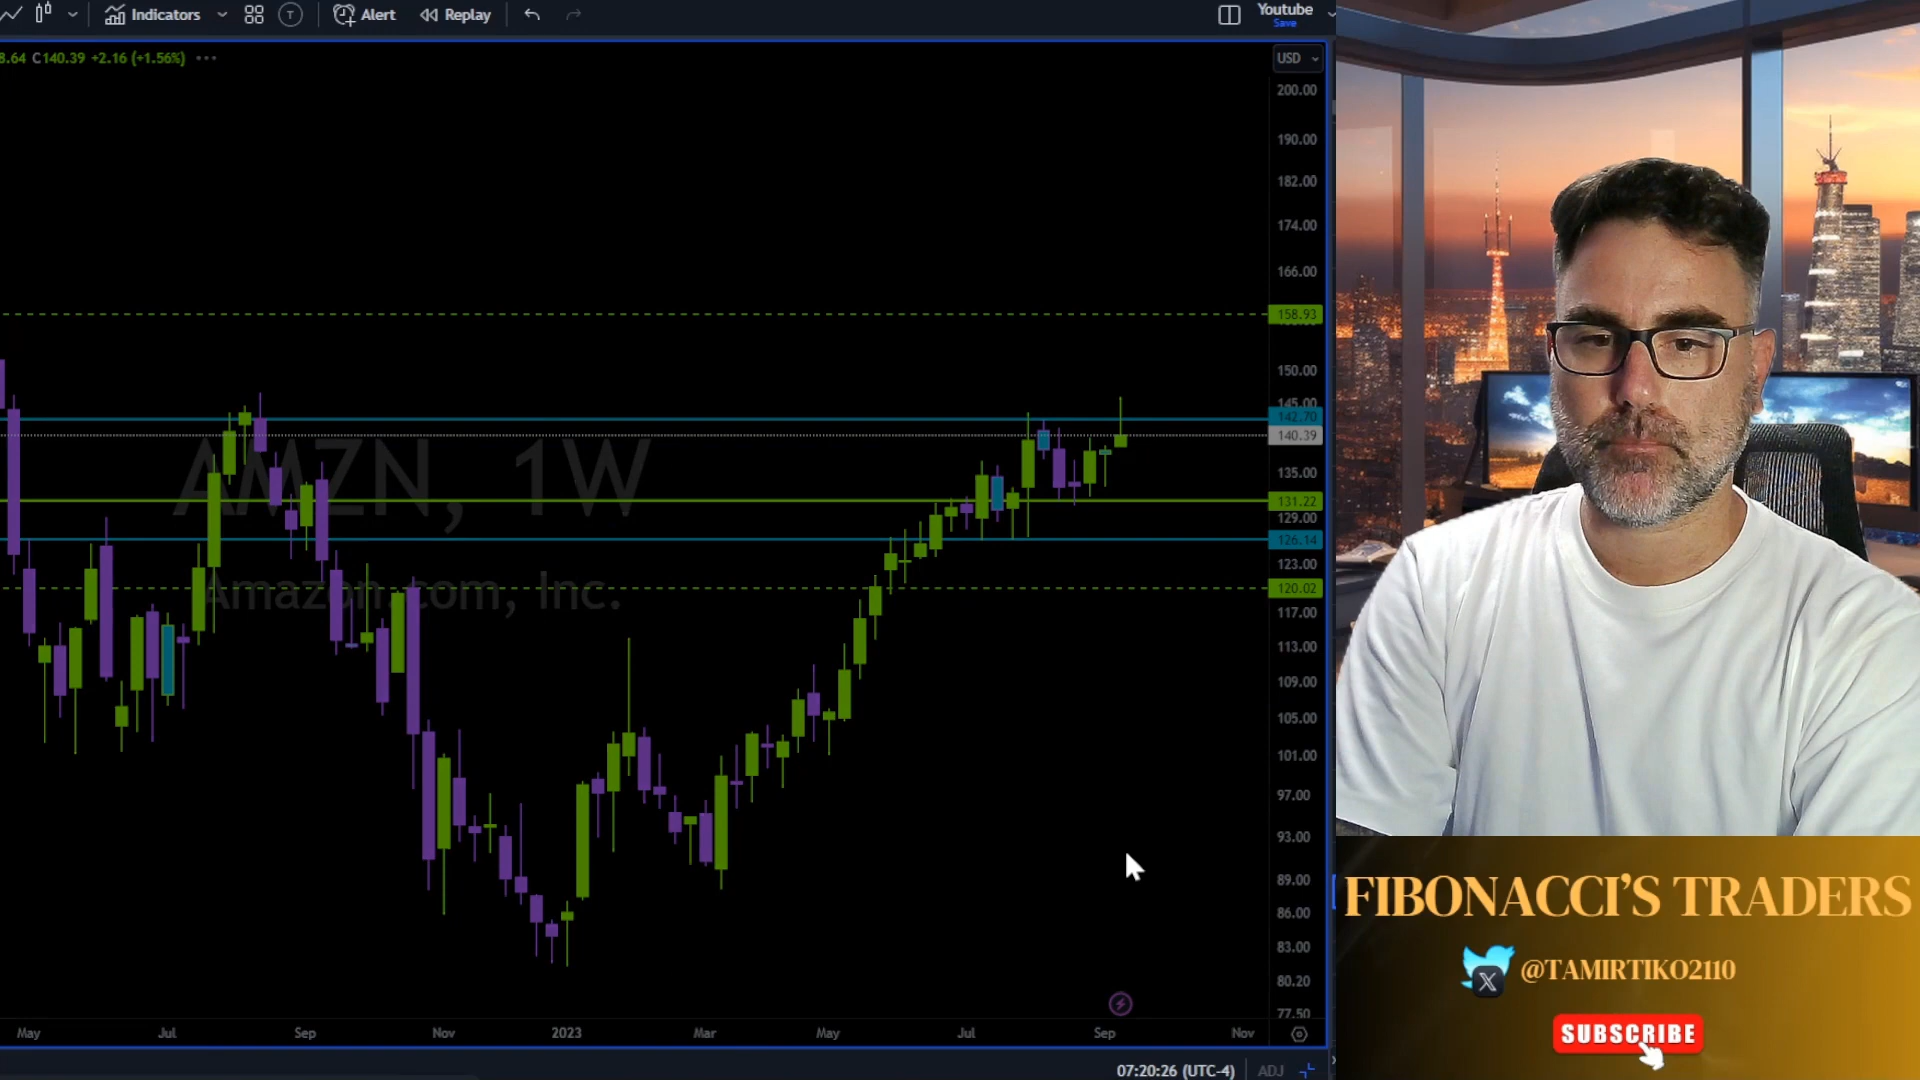 Indicators
T
Alert
Replay
Youtube
Save
8.64 C140.39 +2.16 (+1.56%)
USD
200.00
190.00
182.00
174.00
166.00
158.93
150.00
145.00
142.70
140.39
135.00
131.22
129.00
126.14
123.00
120.02
117.00
113.00
109.00
105.00
101.00
97.00
93.00
89.00
86.00
83.00
80.20
77.50
AMZN, 1W
Amazon.com, Inc.
May
Jul
Sep
Nov
2023
Mar
May
Jul
Sep
Nov
07:20:26 (UTC-4)
ADJ
FIBONACCI'S TRADERS
X
@TAMIRTIKO2110
SUBSCRIBE